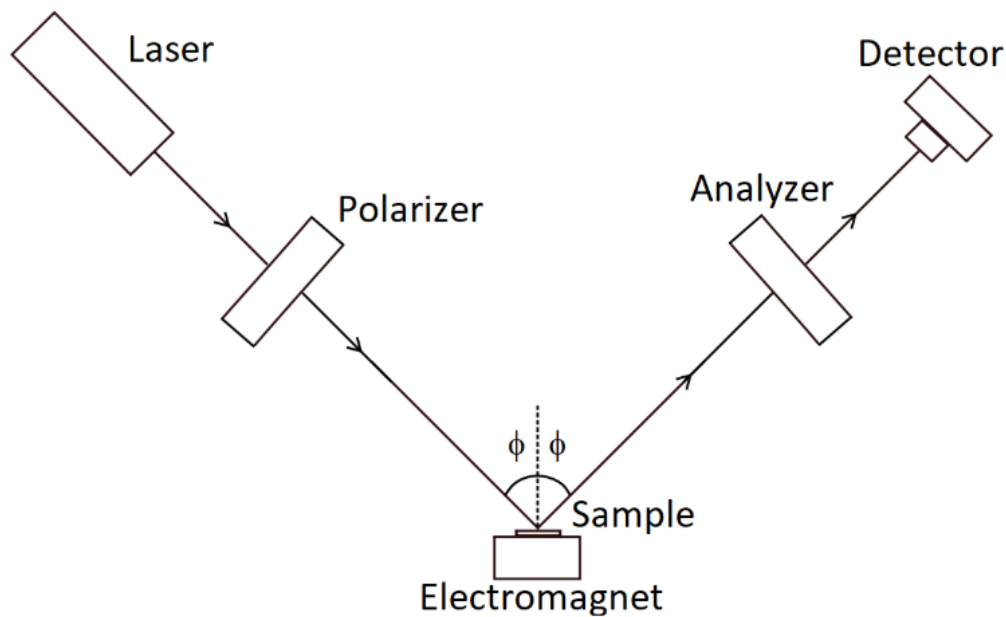 Laser
Detector
Polarizer
Analyzer
ϕ ϕ
Sample
Electromagnet